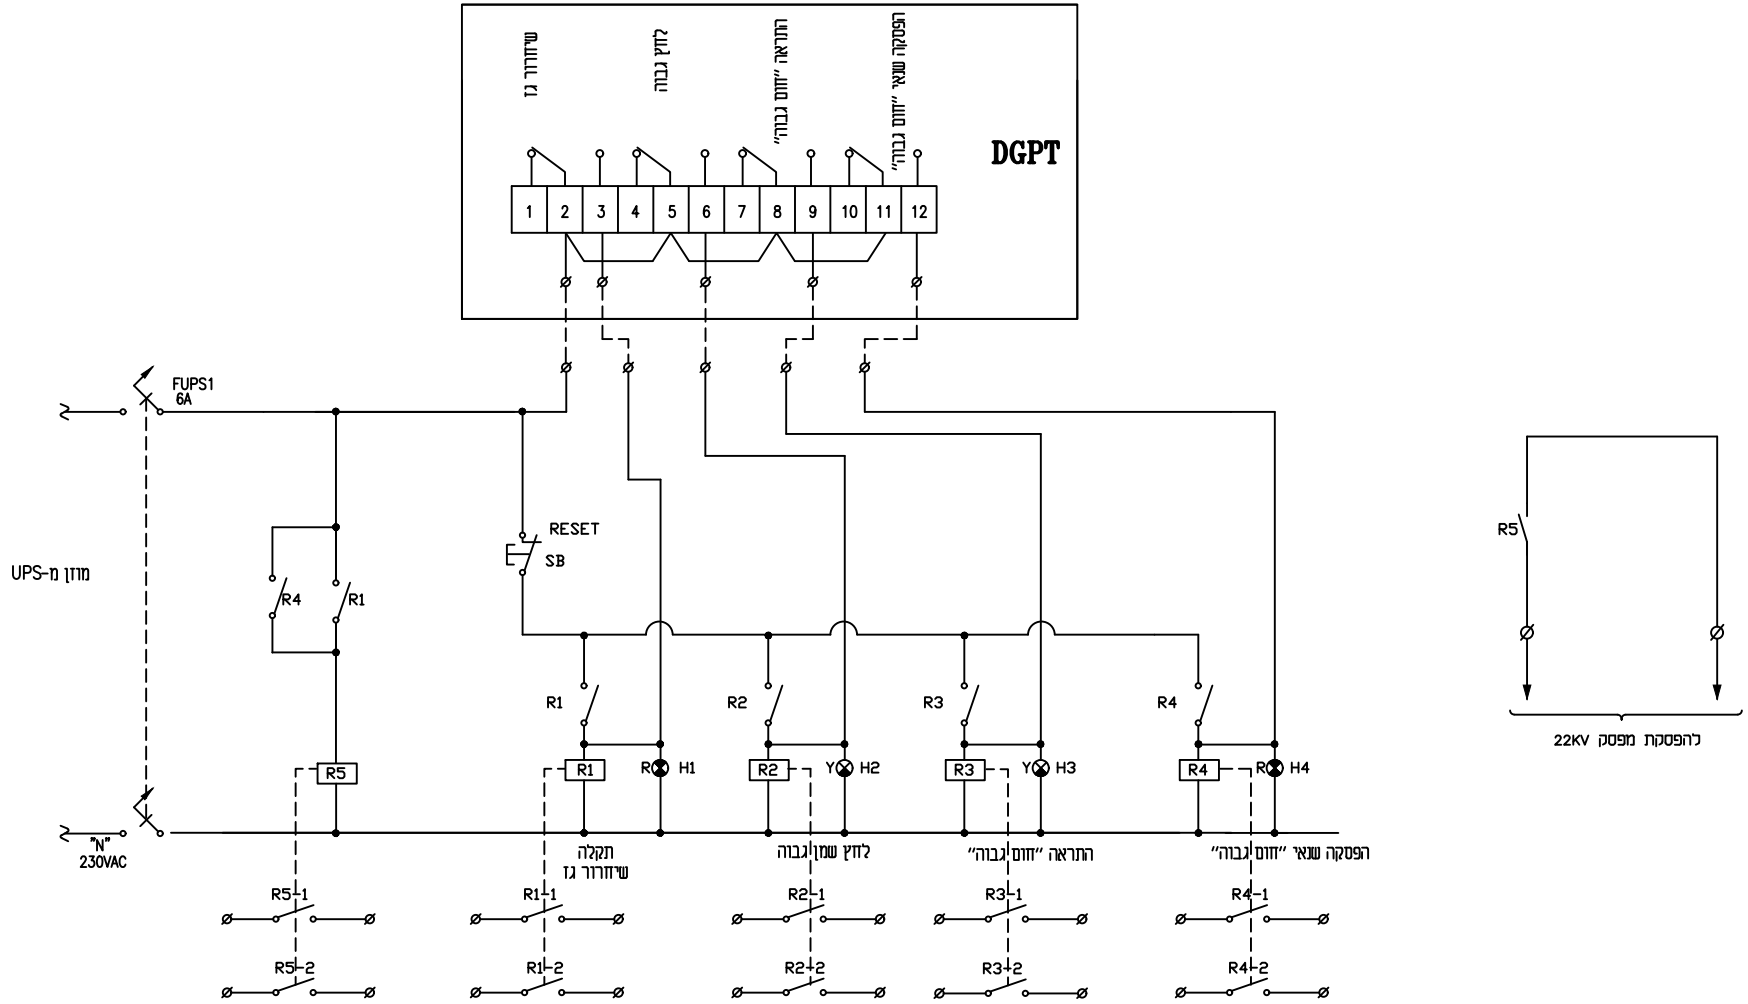 שיחרור גז
לחץ גבוה
התראה "חום גבוה"
הפסקה שנאי "חום גבוה"
DGPT
1 2 3 4 5 6 7 8 9 10 11 12
FUPS1
6A
RESET
SB
R5
מוזן מ-UPS
R4 R1
R1 R2 R3 R4
R5 R1 R H1 R2 Y H2 R3 Y H3 R4 R H4
להפסקת מפסק 22KV
"N"
230VAC
תקלה
שיחרור גז
לחץ שמן גבוה
התראה "חום גבוה"
הפסקה שנאי "חום גבוה"
R5-1 R1-1 R2-1 R3-1 R4-1
R5-2 R1-2 R2-2 R3-2 R4-2